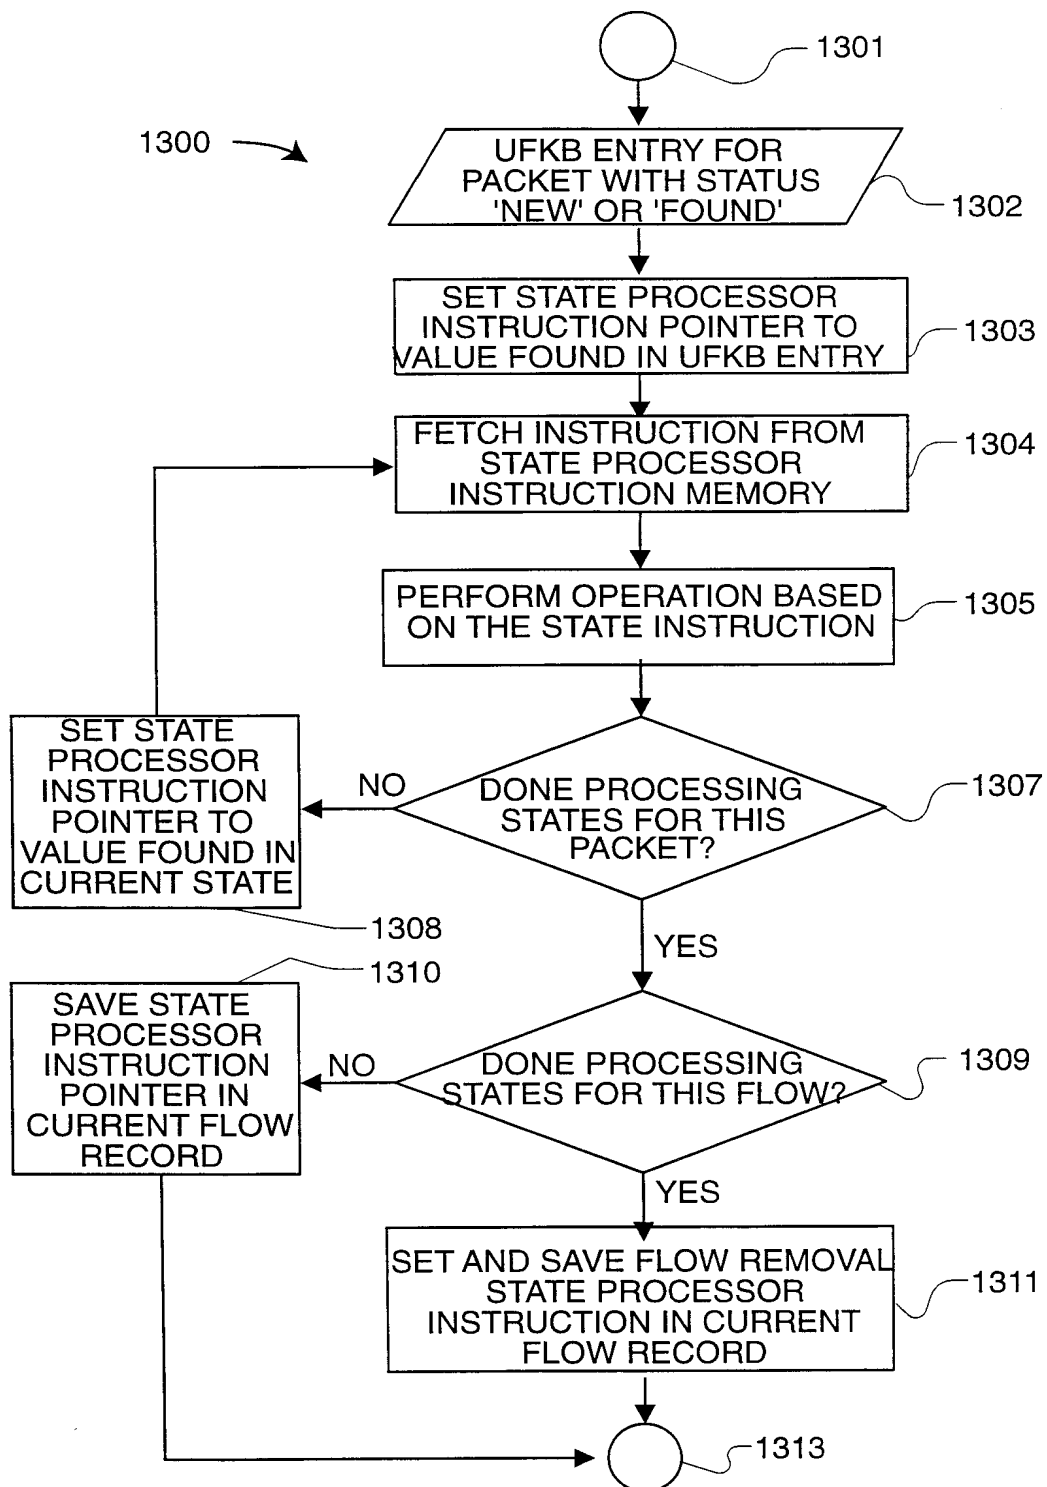 1301
1300
UFKB ENTRY FOR
PACKET WITH STATUS
'NEW' OR 'FOUND'
1302
SET STATE PROCESSOR
INSTRUCTION POINTER TO
VALUE FOUND IN UFKB ENTRY
1303
FETCH INSTRUCTION FROM
STATE PROCESSOR
INSTRUCTION MEMORY
1304
PERFORM OPERATION BASED
ON THE STATE INSTRUCTION
1305
SET STATE
PROCESSOR
INSTRUCTION
POINTER TO
VALUE FOUND IN
CURRENT STATE
1308
NO
DONE PROCESSING
STATES FOR THIS
PACKET?
1307
YES
1310
SAVE STATE
PROCESSOR
INSTRUCTION
POINTER IN
CURRENT FLOW
RECORD
NO
DONE PROCESSING
STATES FOR THIS FLOW?
1309
YES
SET AND SAVE FLOW REMOVAL
STATE PROCESSOR
INSTRUCTION IN CURRENT
FLOW RECORD
1311
1313